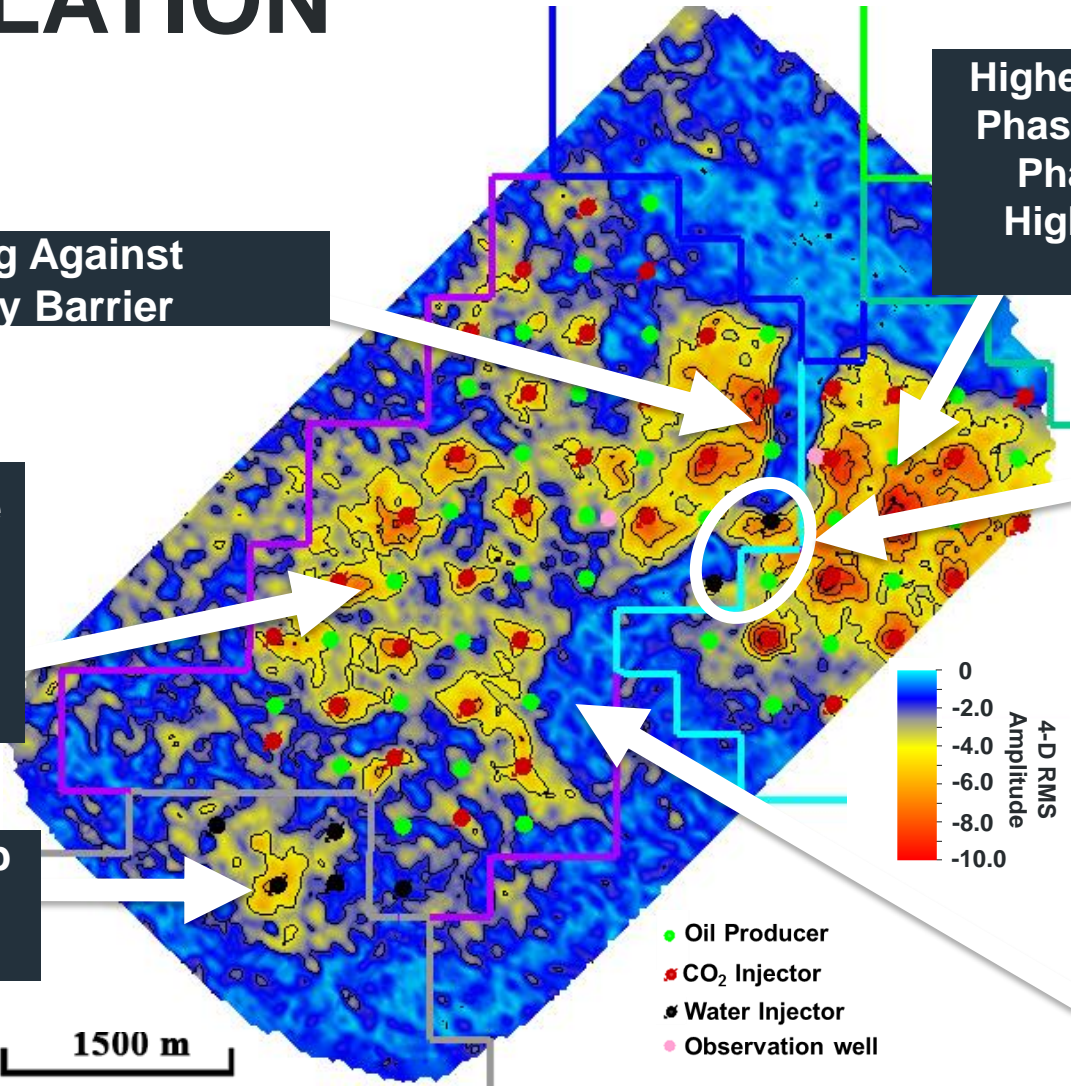 LATION
Highe
Phas
Pha
High
g Against
y Barrier
0
-2.0
-4.0
-6.0
-8.0
-10.0
4-D RMS
Amplitude
Oil Producer
CO₂ Injector
Water Injector
Observation well
1500 m